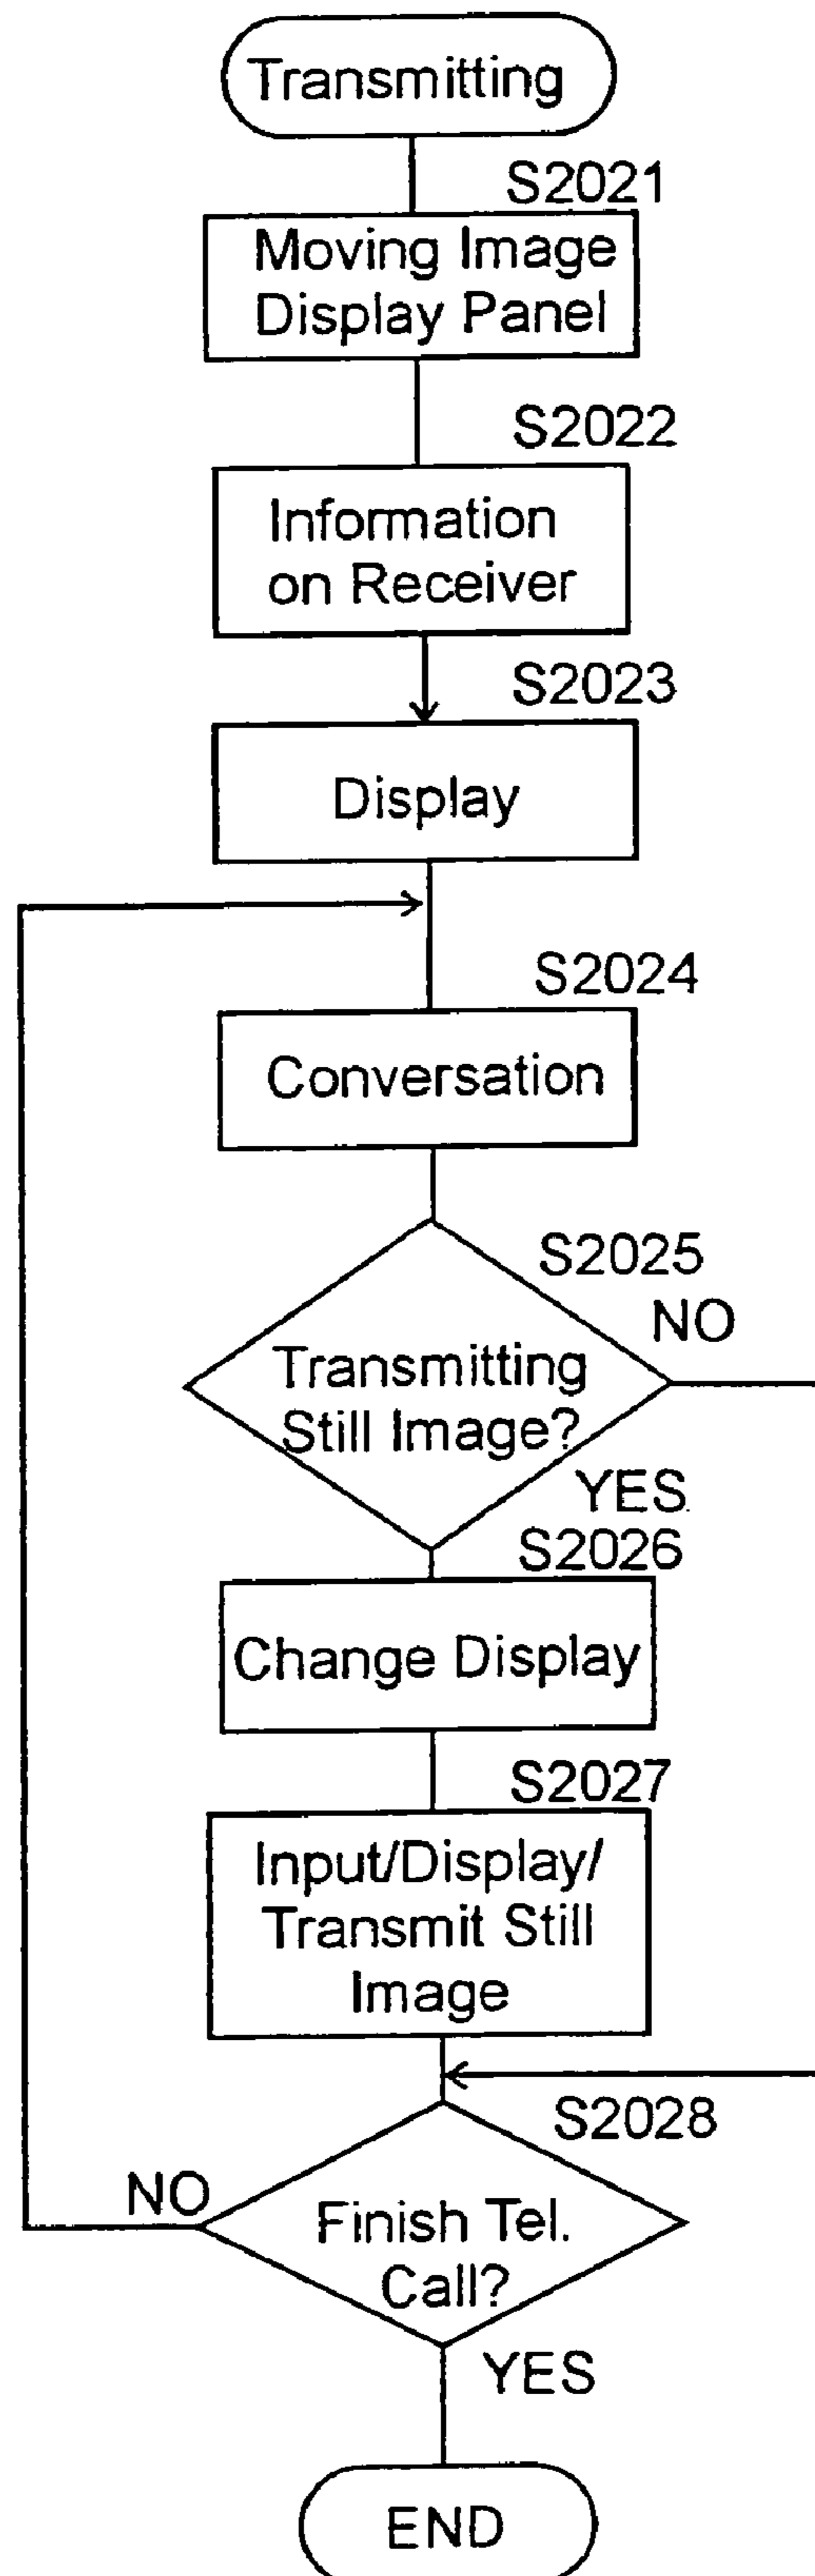 Transmitting
S2021
Moving Image
Display Panel
S2022
Information
on Receiver
S2023
Display
S2024
Conversation
S2025
NO
Transmitting
Still Image?
YES
S2026
Change Display
S2027
Input/Display/
Transmit Still
Image
S2028
NO
Finish Tel.
Call?
YES
END